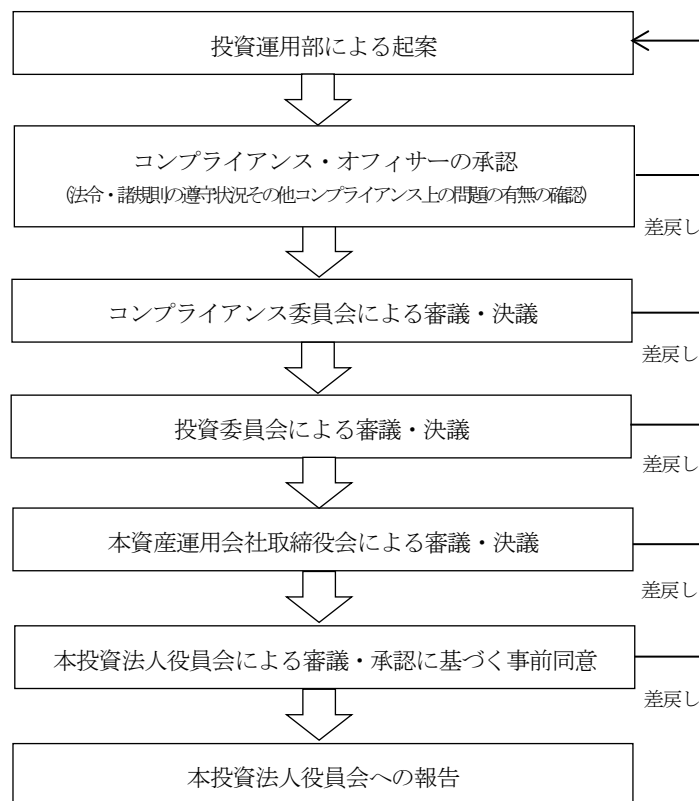 投資運用部による起案
コンプライアンス・オフィサーの承認
(法令・諸規則の遵守状況その他コンプライアンス上の問題の有無の確認)
差戻し
コンプライアンス委員会による審議・決議
差戻し
投資委員会による審議・決議
差戻し
本資産運用会社取締役会による審議・決議
差戻し
本投資法人役員会による審議・承認に基づく事前同意
差戻し
本投資法人役員会への報告